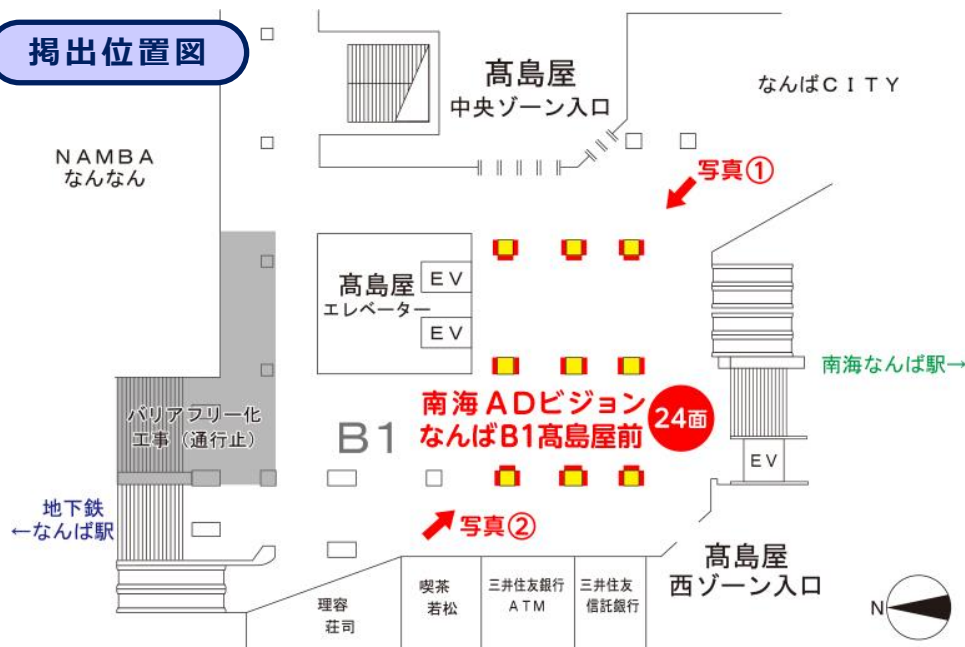 掲出位置図
髙島屋
中央ゾーン入口
なんばＣＩＴＹ
ＮＡＭＢＡ
なんなん
写真①
髙島屋
エレベーター
ＥＶ
ＥＶ
南海なんば駅→
南海ＡＤビジョン
なんばB1髙島屋前
24面
バリアフリー化
工事（通行止）
B1
ＥＶ
地下鉄
←なんば駅
写真②
髙島屋
西ゾーン入口
理容
荘司
喫茶
若松
三井住友銀行
ＡＴＭ
三井住友
信託銀行
N